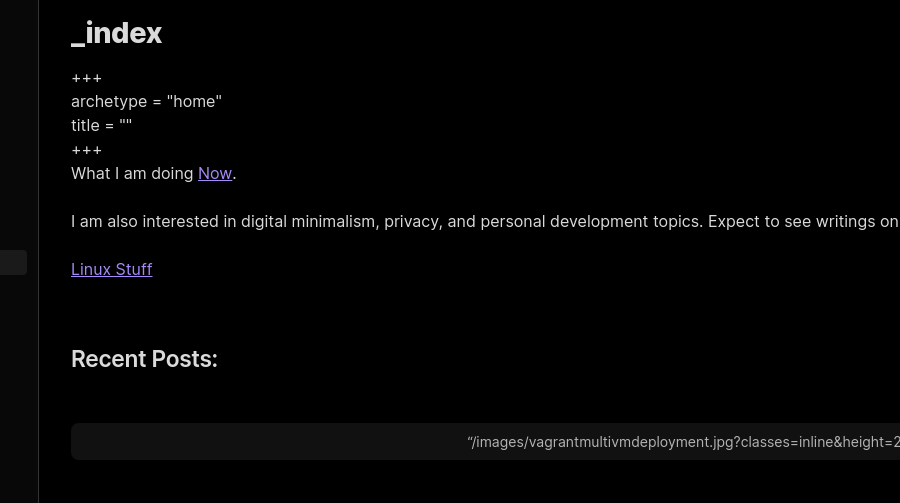 _index
+++
archetype = "home"
title = ""
+++
What I am doing Now.
I am also interested in digital minimalism, privacy, and personal development topics. Expect to see writings on
Linux Stuff
Recent Posts:
“/images/vagrantmultivmdeployment.jpg?classes=inline&height=2